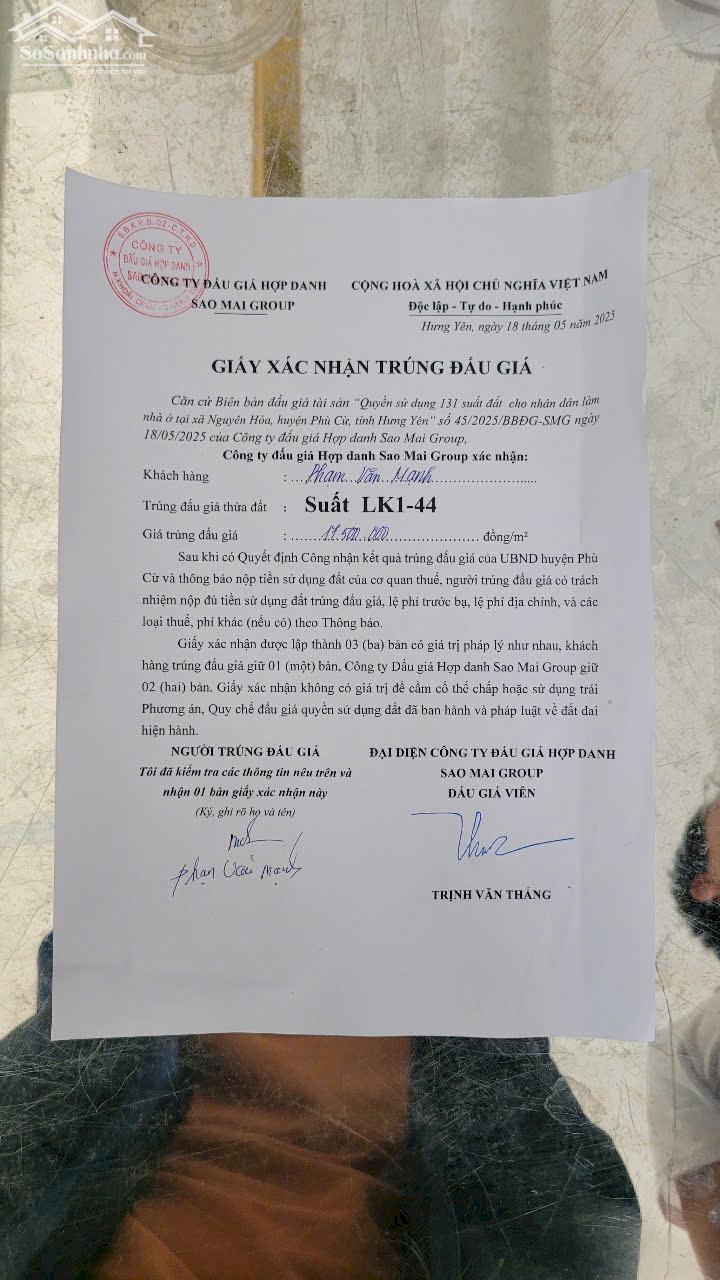 SoSanhnha.com
S.Đ.K.H.Đ:02-C.T.H.D
CÔNG TY
ĐẤU GIÁ HỢP DANH
CÔNG TY ĐẤU GIÁ HỢP DANH
SAO MAI GROUP
CỘNG HOÀ XÃ HỘI CHỦ NGHĨA VIỆT NAM
Độc lập - Tự do - Hạnh phúc
Hưng Yên, ngày 18 tháng 05 năm 2025
GIẤY XÁC NHẬN TRÚNG ĐẤU GIÁ
Căn cứ Biên bản đấu giá tài sản "Quyền sử dụng 131 suất đất cho nhân dân làm
nhà ở tại xã Nguyên Hòa, huyện Phù Cừ, tỉnh Hưng Yên" số 45/2025/BBĐG-SMG ngày
18/05/2025 của Công ty đấu giá Hợp danh Sao Mai Group,
Công ty đấu giá Hợp danh Sao Mai Group xác nhận:
Khách hàng : ...Phạm Văn Mạnh...
Trúng đấu giá thửa đất : Suất LK1-44
Giá trúng đấu giá : ......17.500.000...... đồng/m²
Sau khi có Quyết định Công nhận kết quả trúng đấu giá của UBND huyện Phù
Cừ và thông báo nộp tiền sử dụng đất của cơ quan thuế, người trúng đấu giá có trách
nhiệm nộp đủ tiền sử dụng đất trúng đấu giá, lệ phí trước bạ, lệ phí địa chính, và các
loại thuế, phí khác (nếu có) theo Thông báo.
Giấy xác nhận được lập thành 03 (ba) bản có giá trị pháp lý như nhau, khách
hàng trúng đấu giá giữ 01 (một) bản, Công ty Đấu giá Hợp danh Sao Mai Group giữ
02 (hai) bản. Giấy xác nhận không có giá trị để cầm cố thế chấp hoặc sử dụng trái
Phương án, Quy chế đấu giá quyền sử dụng đất đã ban hành và pháp luật về đất đai
hiện hành.
NGƯỜI TRÚNG ĐẤU GIÁ
Tôi đã kiểm tra các thông tin nêu trên và
nhận 01 bản giấy xác nhận này
(Ký, ghi rõ họ và tên)
Phạm Văn Mạnh
ĐẠI DIỆN CÔNG TY ĐẤU GIÁ HỢP DANH
SAO MAI GROUP
ĐẤU GIÁ VIÊN
TRỊNH VĂN THẮNG